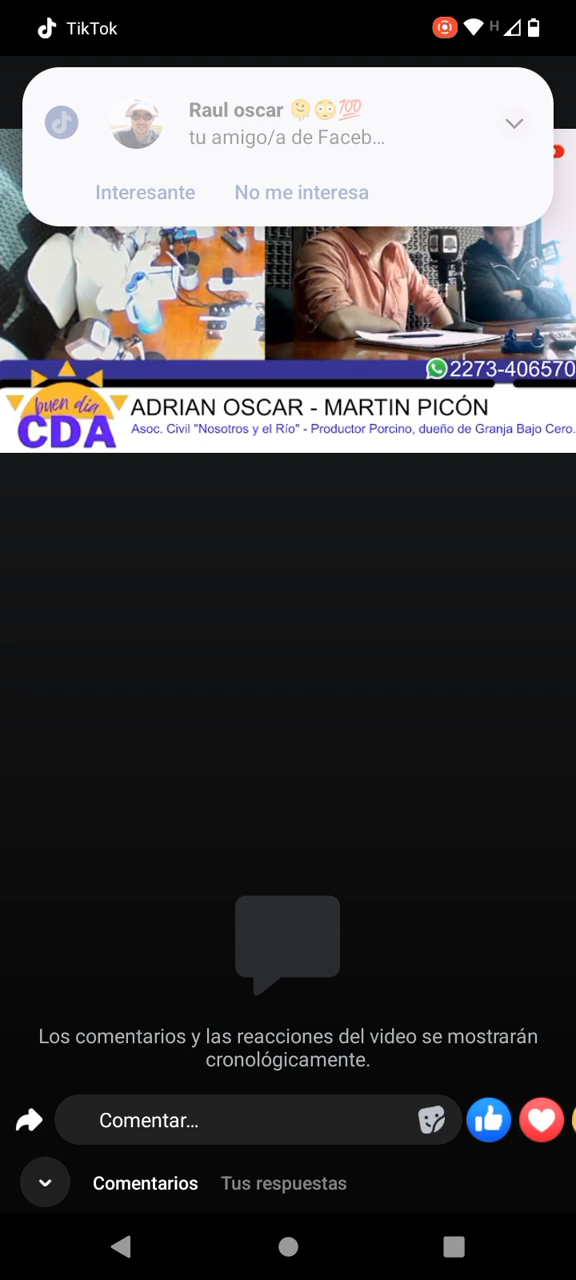 TikTok
H
Raul oscar 🫠😳💯
tu amigo/a de Faceb...
Interesante No me interesa
2273-406570
buen dia
CDA
ADRIAN OSCAR - MARTIN PICÓN
Asoc. Civil "Nosotros y el Río" - Productor Porcino, dueño de Granja Bajo Cero.
Los comentarios y las reacciones del video se mostrarán
cronológicamente.
Comentar...
Comentarios Tus respuestas